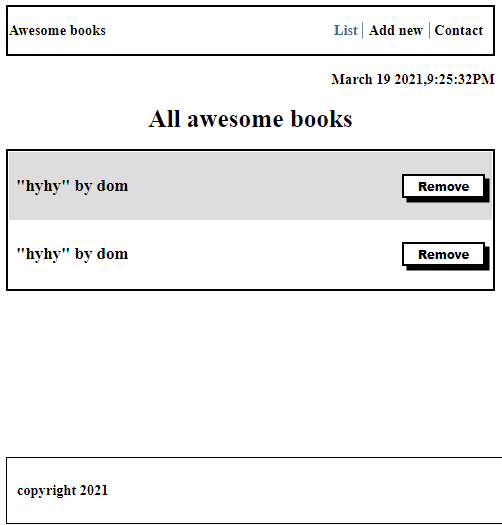 Awesome books List Add new Contact
March 19 2021,9:25:32PM
All awesome books
"hyhy" by dom Remove
"hyhy" by dom Remove
copyright 2021